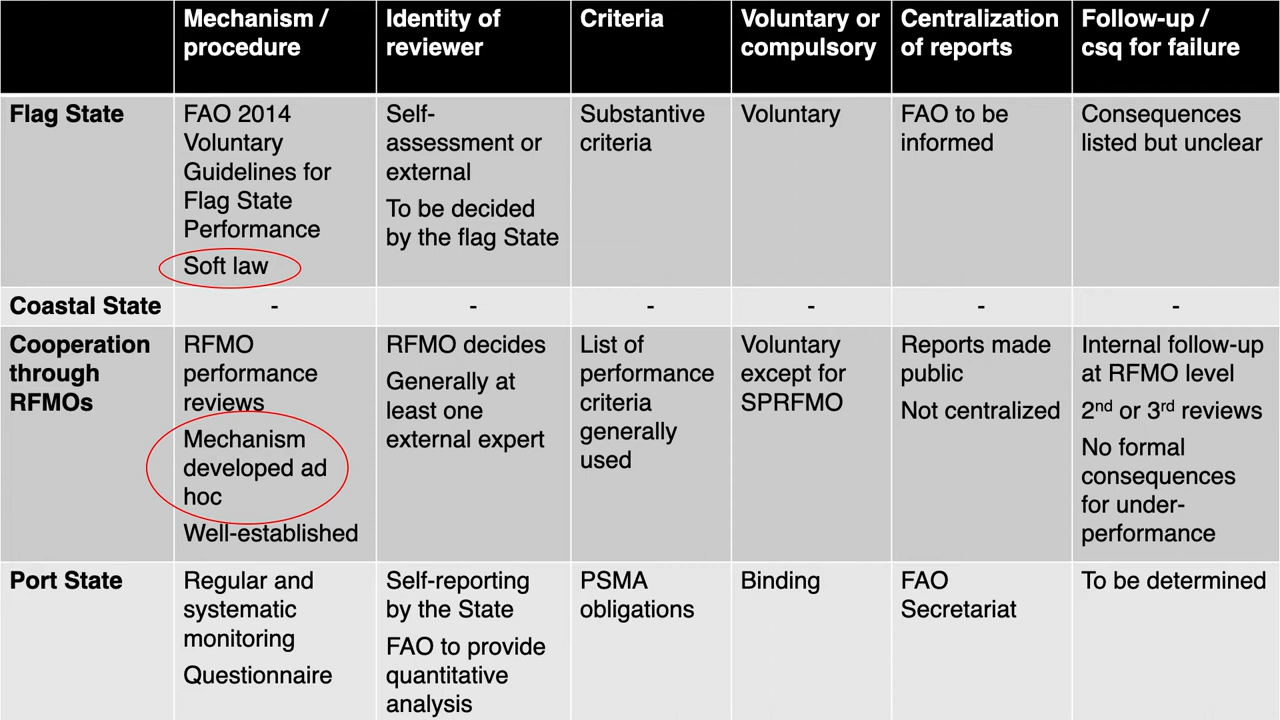 Mechanism /
procedure
Identity of
reviewer
Criteria
Voluntary or
compulsory
Centralization
of reports
Follow-up /
csq for failure
Flag State
FAO 2014
Voluntary
Guidelines for
Flag State
Performance
Soft law
Self-
assessment or
external
To be decided
by the flag State
Substantive
criteria
Voluntary
FAO to be
informed
Consequences
listed but unclear
Coastal State
-
-
-
-
-
-
Cooperation
through
RFMOs
RFMO
performance
reviews
Mechanism
developed ad
hoc
Well-established
RFMO decides
Generally at
least one
external expert
List of
performance
criteria
generally
used
Voluntary
except for
SPRFMO
Reports made
public
Not centralized
Internal follow-up
at RFMO level
2nd or 3rd reviews
No formal
consequences
for under-
performance
Port State
Regular and
systematic
monitoring
Questionnaire
Self-reporting
by the State
FAO to provide
quantitative
analysis
PSMA
obligations
Binding
FAO
Secretariat
To be determined